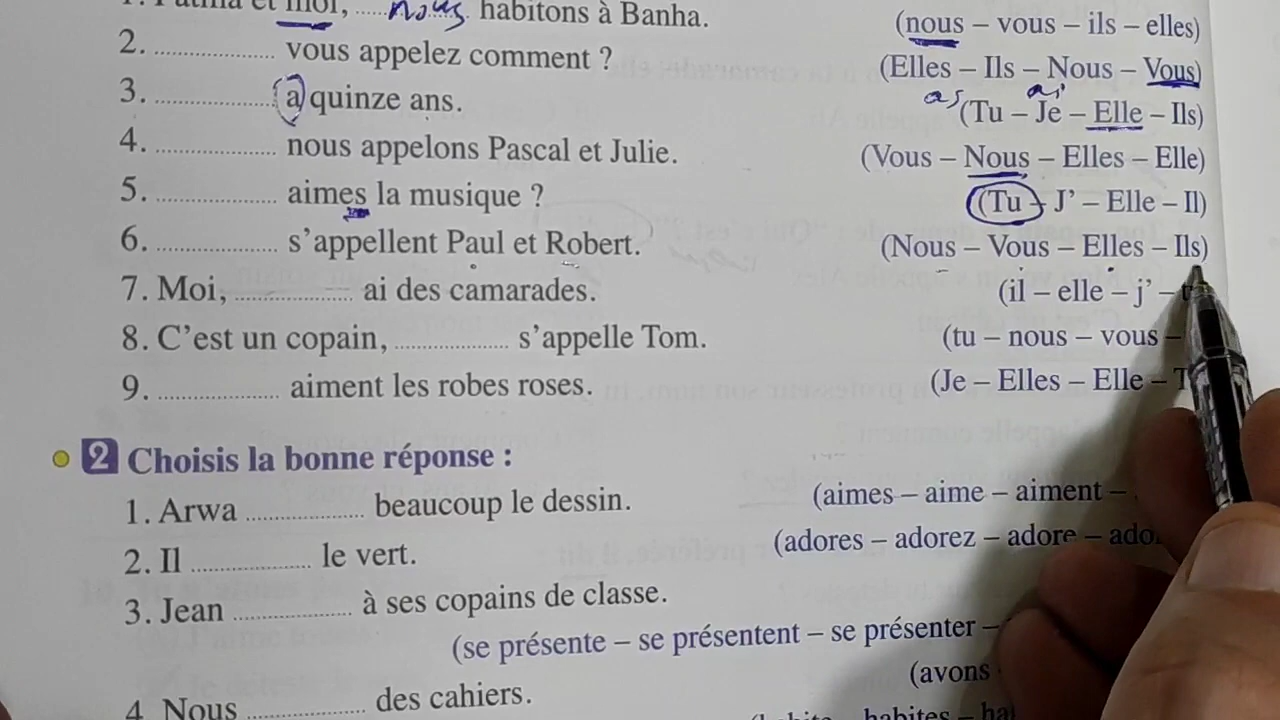 et moi, nous habitons à Banha. (nous – vous – ils – elles)
2. vous appelez comment ? (Elles – Ils – Nous – Vous)
as ai
3. a quinze ans. (Tu – Je – Elle – Ils)
4. nous appelons Pascal et Julie. (Vous – Nous – Elles – Elle)
5. aimes la musique ? (Tu – J' – Elle – Il)
6. s'appellent Paul et Robert. (Nous – Vous – Elles – Ils)
7. Moi, ai des camarades. (il – elle – j' –
8. C'est un copain, s'appelle Tom. (tu – nous – vous –
9. aiment les robes roses. (Je – Elles – Elle –
2 Choisis la bonne réponse :
1. Arwa beaucoup le dessin. (aimes – aime – aiment –
2. Il le vert. (adores – adorez – adore –
3. Jean à ses copains de classe.
(se présente – se présentent – se présenter –
4 Nous des cahiers. (avons
habites –